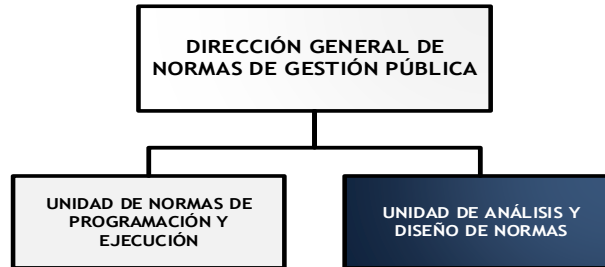 DIRECCIÓN GENERAL DE
NORMAS DE GESTIÓN PÚBLICA
UNIDAD DE NORMAS DE
PROGRAMACIÓN Y
EJECUCIÓN
UNIDAD DE ANÁLISIS Y
DISEÑO DE NORMAS